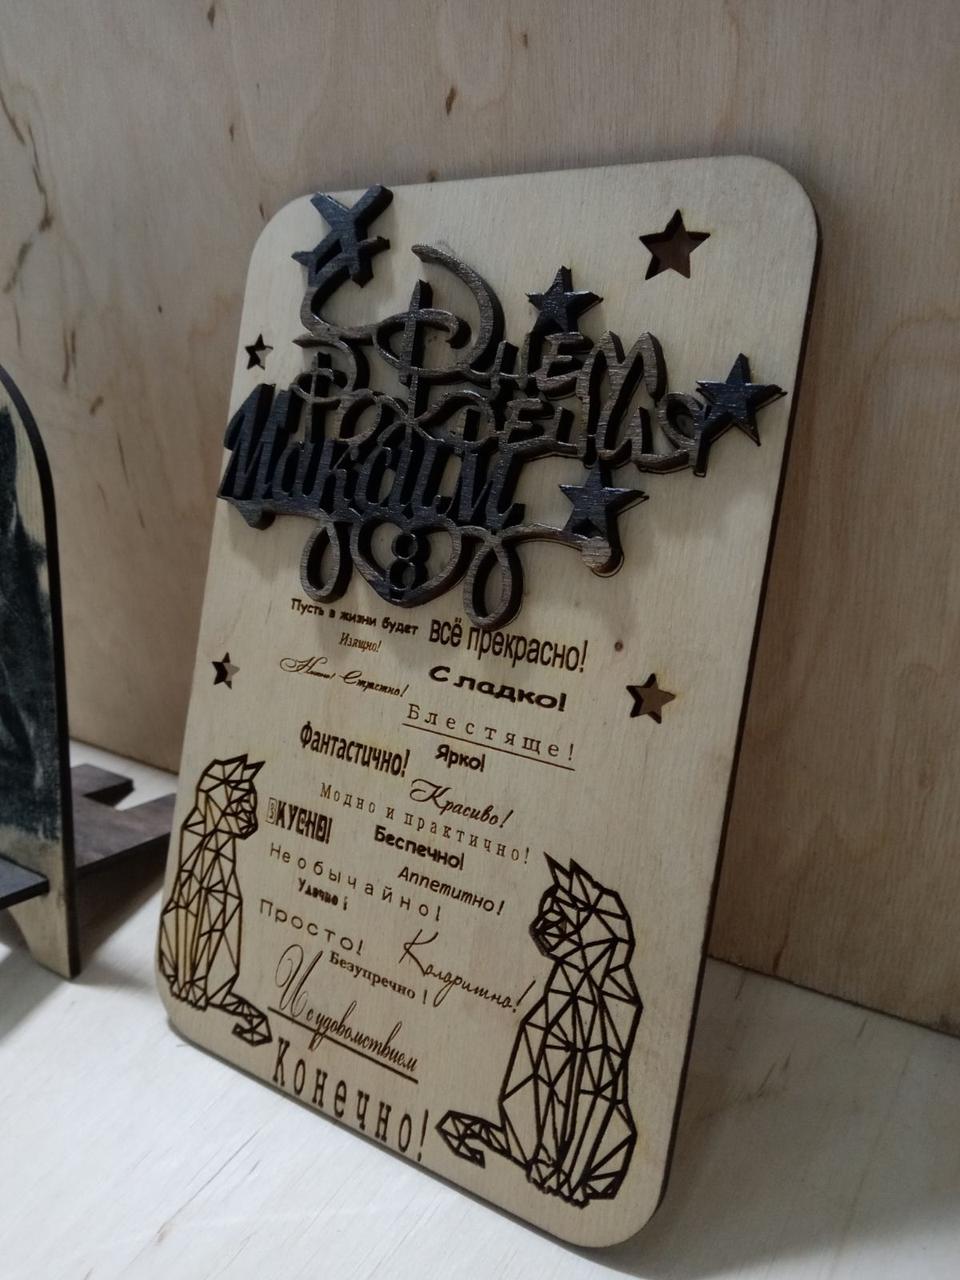 С Днем
Рождения
Максим
8
Пусть в жизни будет всё прекрасно!
Изящно!
Нежно! Страстно! Сладко!
Блестяще!
Фантастично! Ярко!
Красиво!
Модно и практично!
вкусно! Беспечно!
Необычайно! Аппетитно!
Удачно!
Просто! Колоритно!
Безупречно!
И с удовольствием
Конечно!